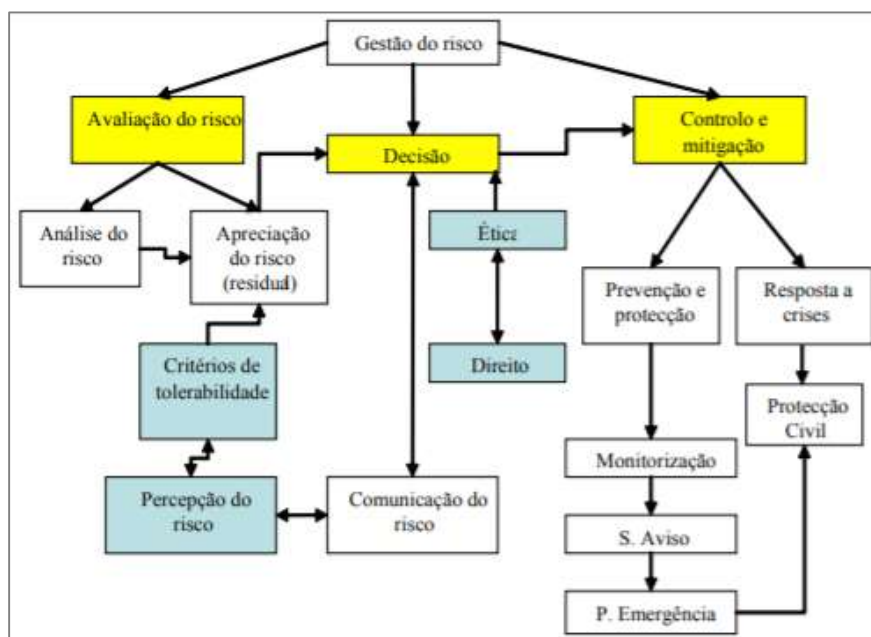 Gestão do risco
Avaliação do risco
Decisão
Controlo e
mitigação
Análise do
risco
Apreciação
do risco
(residual)
Ética
Prevenção e
protecção
Resposta a
crises
Critérios de
tolerabilidade
Direito
Protecção
Civil
Monitorização
Percepção do
risco
Comunicação do
risco
S. Aviso
P. Emergência